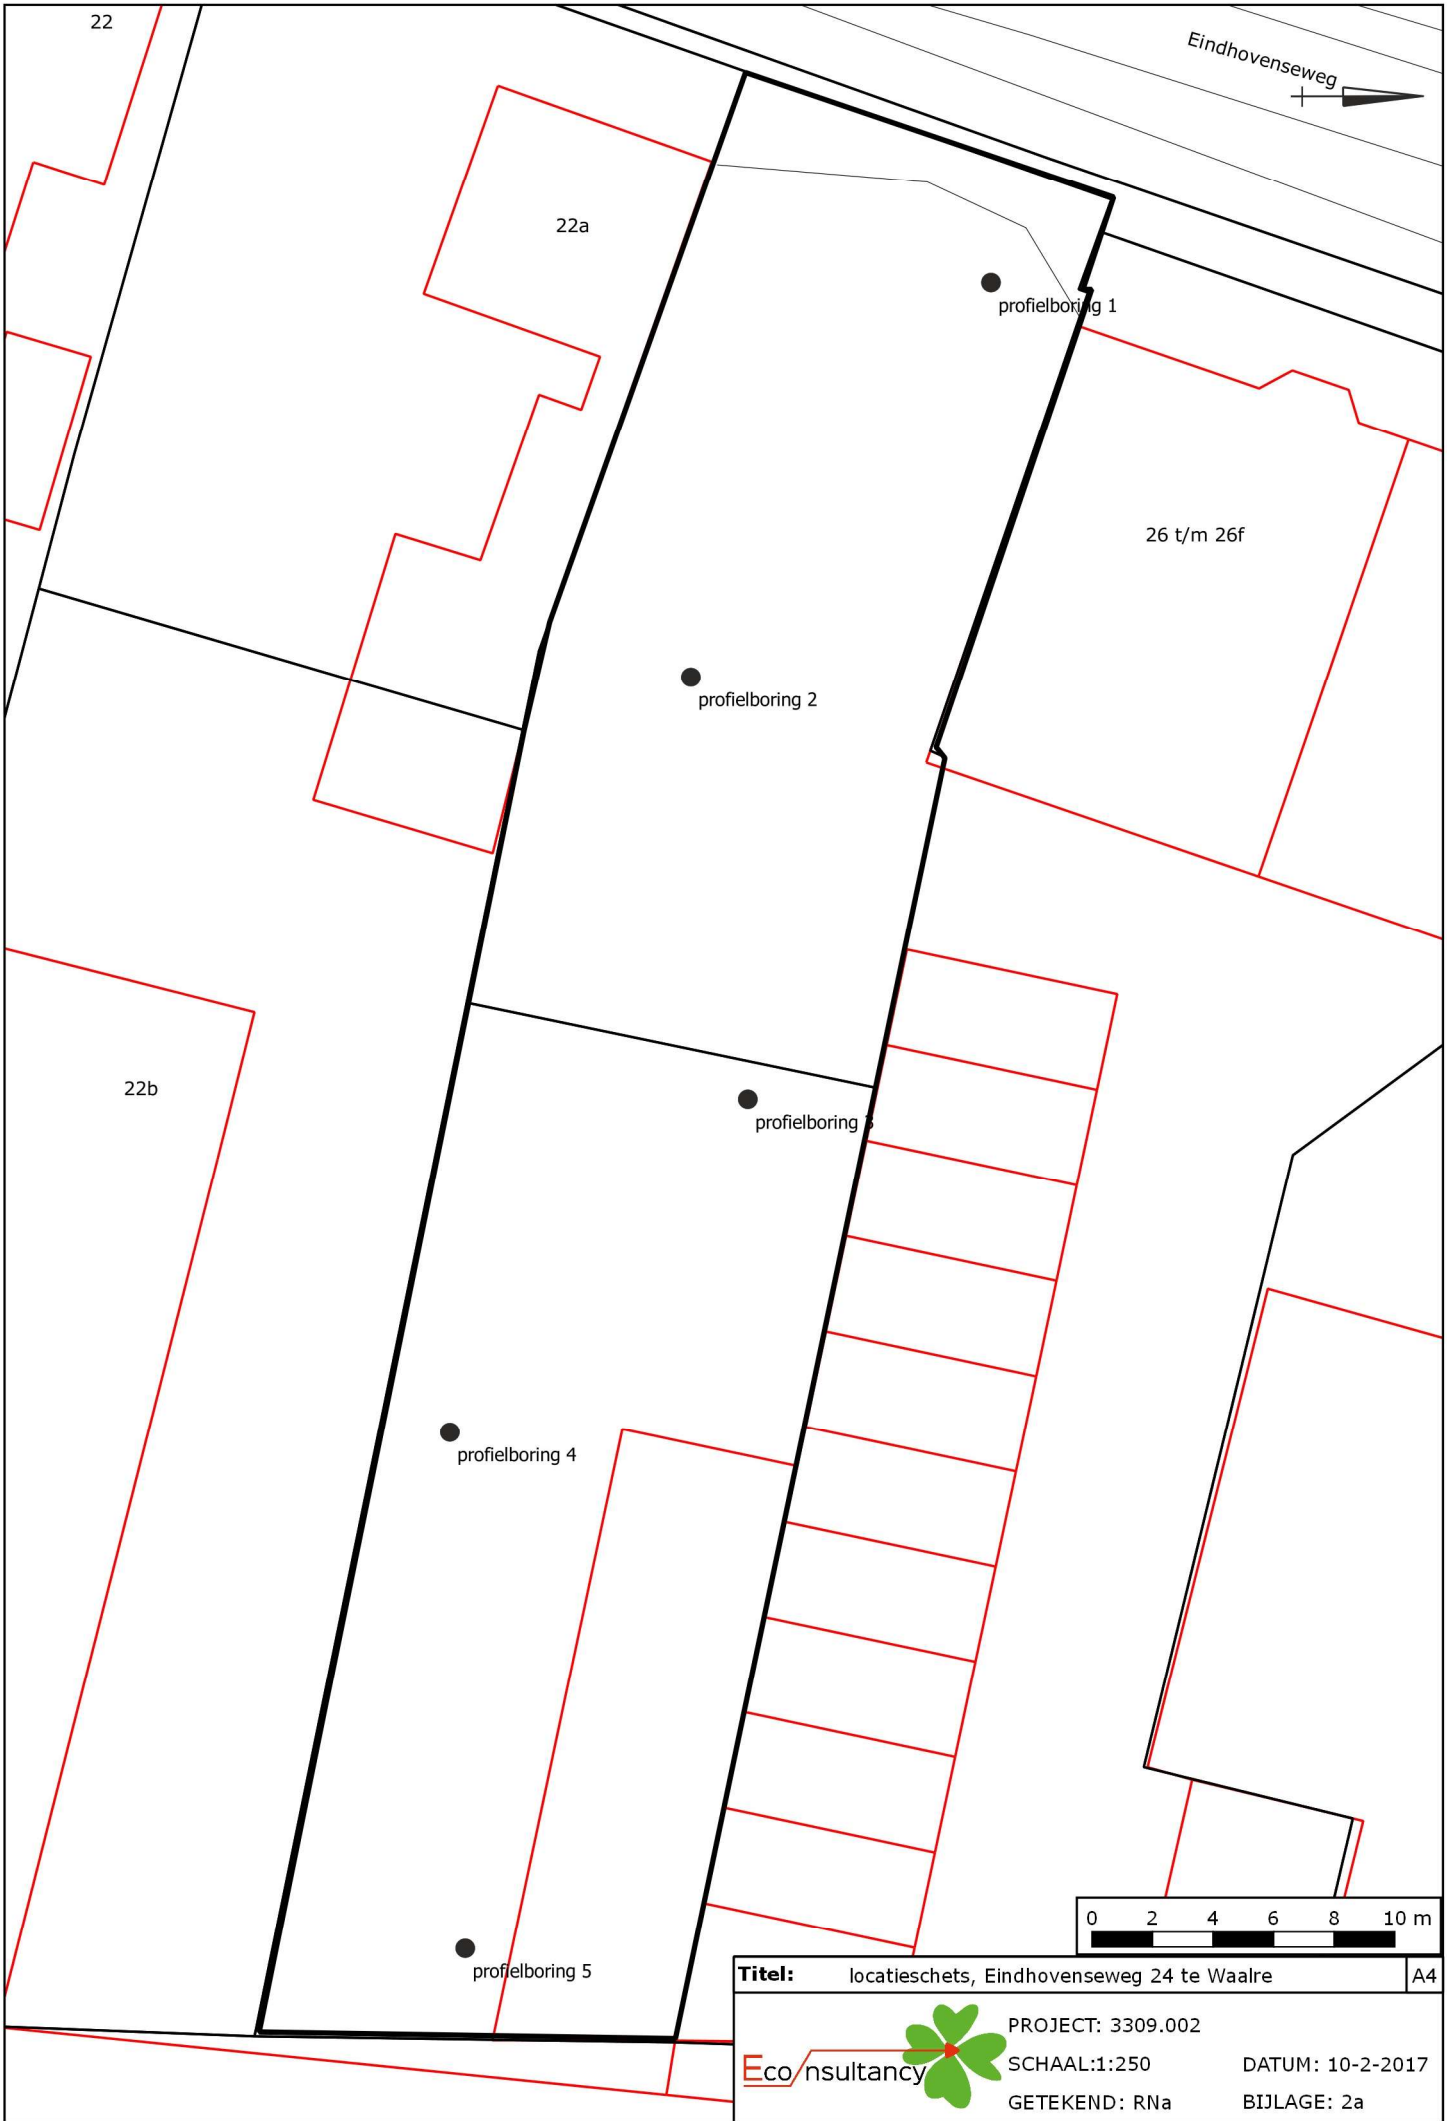 22
Eindhovenseweg
22a
profielboring 1
26 t/m 26f
profielboring 2
22b
profielboring 3
profielboring 4
profielboring 5
0 2 4 6 8 10 m
Titel: locatieschets, Eindhovenseweg 24 te Waalre A4
Eco/nsultancy
PROJECT: 3309.002
SCHAAL:1:250 DATUM: 10-2-2017
GETEKEND: RNa BIJLAGE: 2a